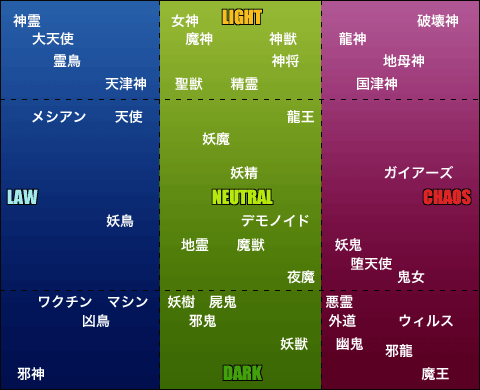 神霊 女神 LIGHT 破壊神
大天使 魔神 神獣 龍神
霊鳥 神将 地母神
天津神 聖獣 精霊 国津神
メシアン 天使 龍王
妖魔
妖精 ガイアーズ
LAW NEUTRAL CHAOS
妖鳥 デモノイド
地霊 魔獣 妖鬼
堕天使
夜魔 鬼女
ワクチン マシン 妖樹 屍鬼 悪霊
凶鳥 邪鬼 外道 ウィルス
妖獣 幽鬼 邪龍
邪神 DARK 魔王